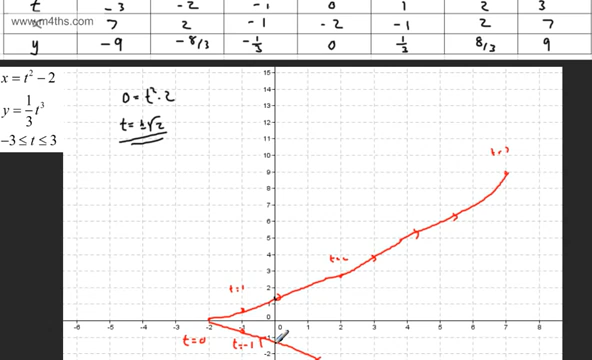 t -3 -2 -1 0 1 2 3
www.m4ths.com
x 7 2 -1 -2 -1 2 7
y -9 -8/3 -1/3 0 1/3 8/3 9
x = t² – 2
y = 1/3 t³
-3 ≤ t ≤ 3
0 = t² - 2
t = ±√2
15
14
13
12
11
10
9
8
7
6
5
4
3
2
1
0
-1
-2
-6 -5 -4 -3 -2 -1 0 1 2 3 4 5 6 7 8
t=3
t=2
t=1
t=0
t=-1